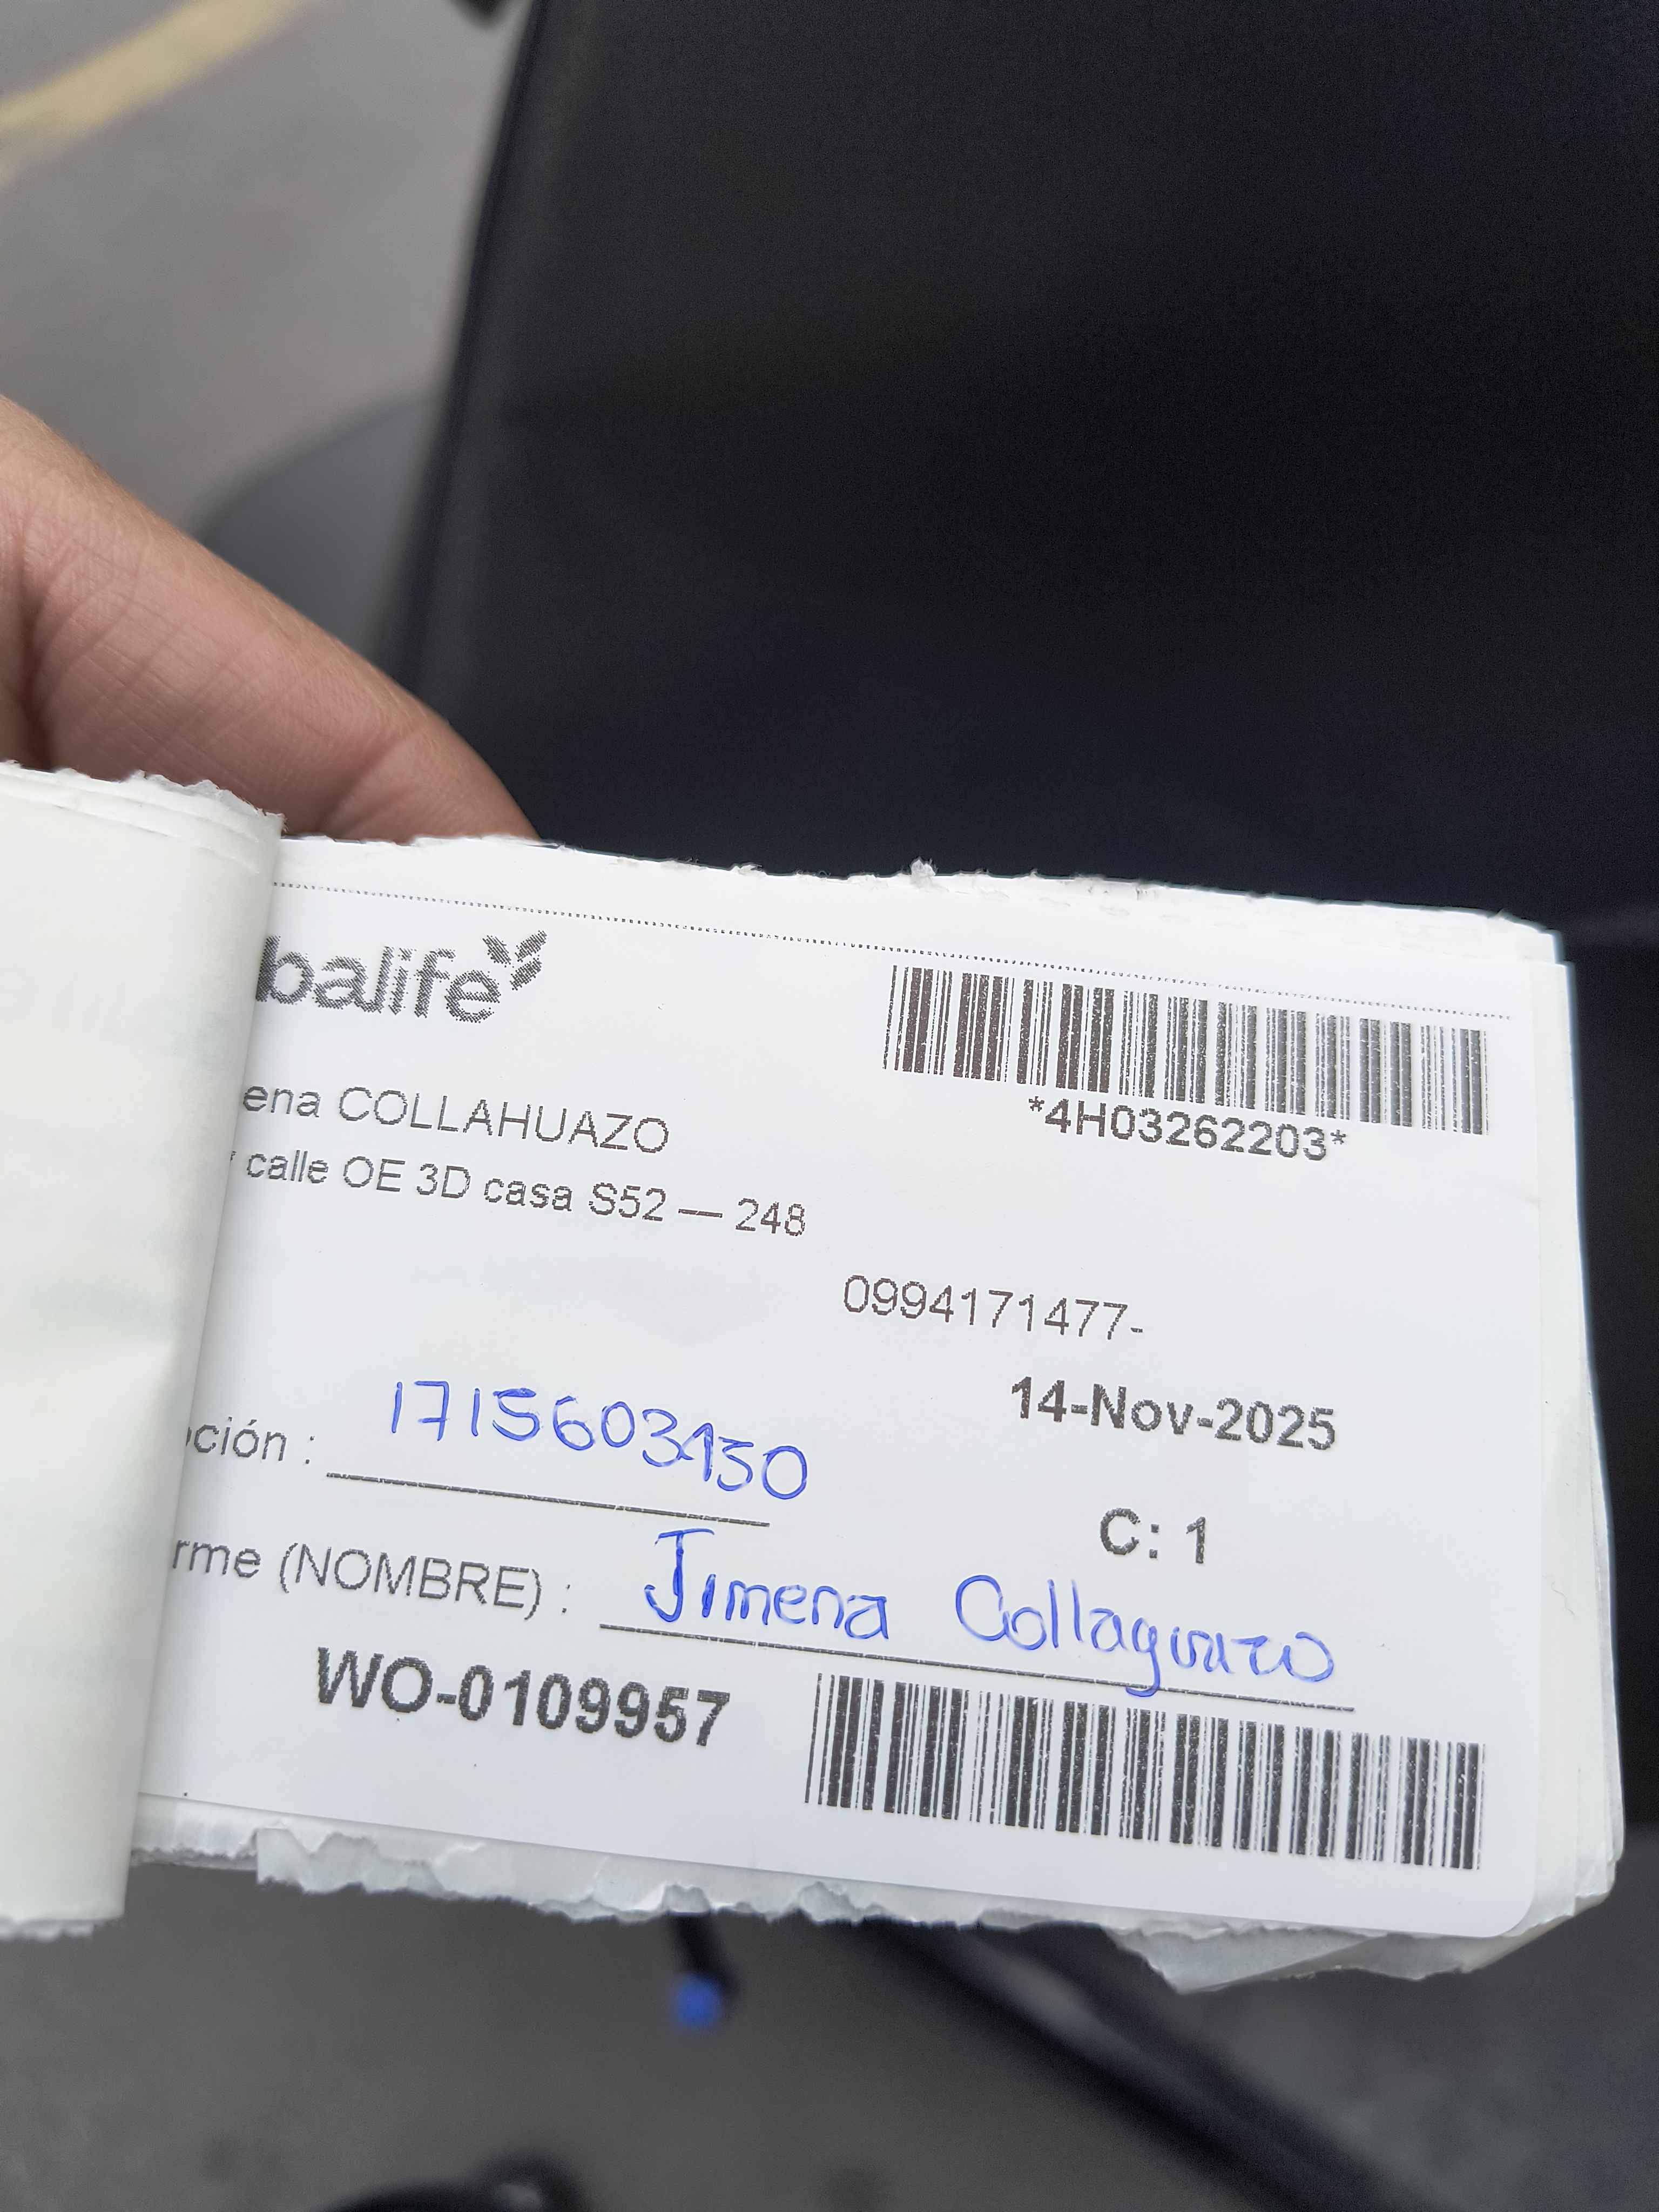 balife
ena COLLAHUAZO
*4H03262203*
calle OE 3D casa S52 — 248
0994171477-
14-Nov-2025
ción : 1715603130
C: 1
rme (NOMBRE) : Jimena Collaguazo
WO-0109957